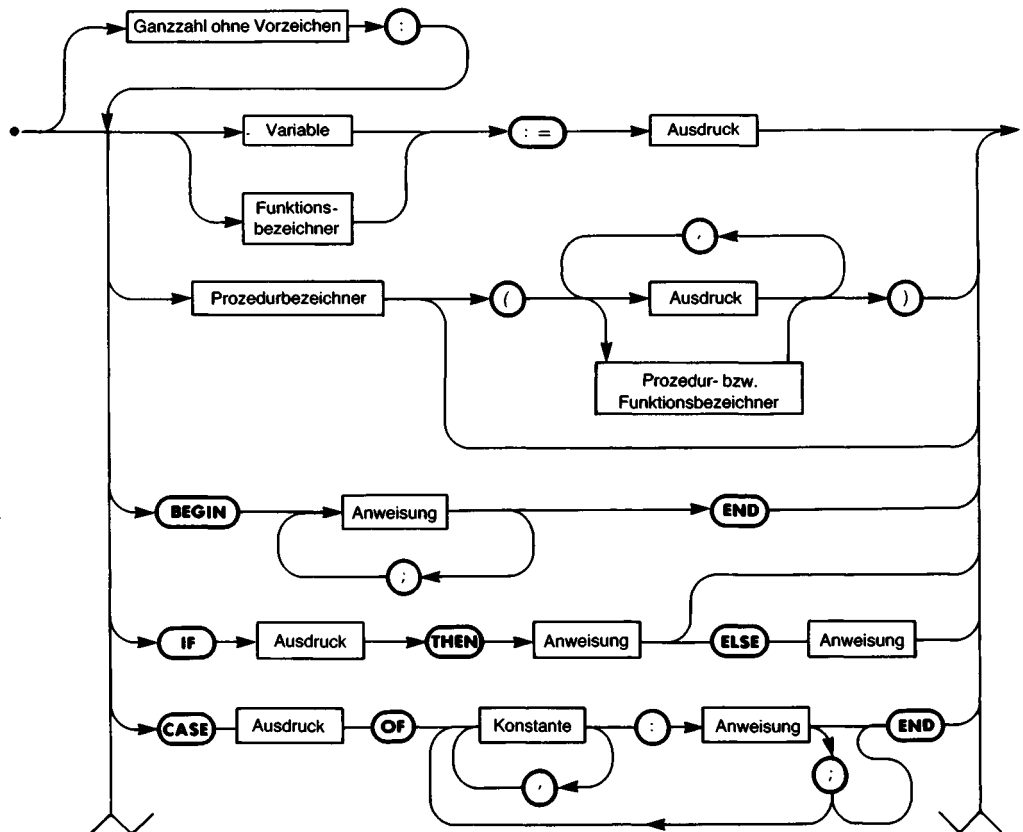 Ganzzahl ohne Vorzeichen :
Variable := Ausdruck
Funktions-
bezeichner
,
Prozedurbezeichner ( Ausdruck )
Prozedur- bzw.
Funktionsbezeichner
BEGIN Anweisung END
;
IF Ausdruck THEN Anweisung ELSE Anweisung
CASE Ausdruck OF Konstante : Anweisung END
,
;